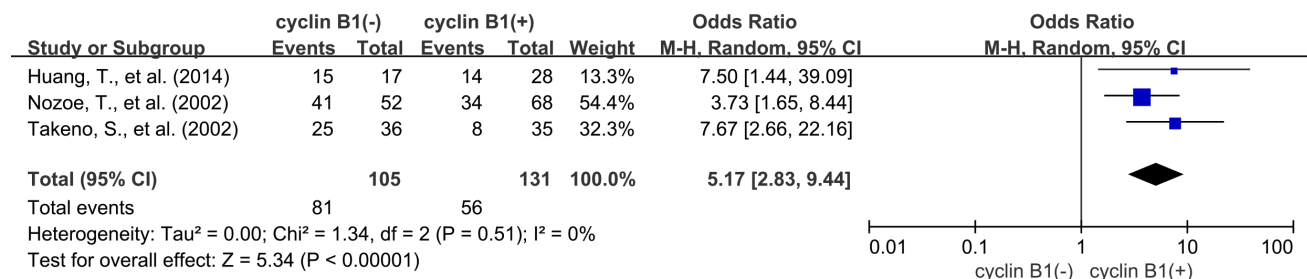 cyclin B1(-) cyclin B1(+) Odds Ratio Odds Ratio
Study or Subgroup Events Total Events Total Weight M-H, Random, 95% CI M-H, Random, 95% CI
Huang, T., et al. (2014) 15 17 14 28 13.3% 7.50 [1.44, 39.09]
Nozoe, T., et al. (2002) 41 52 34 68 54.4% 3.73 [1.65, 8.44]
Takeno, S., et al. (2002) 25 36 8 35 32.3% 7.67 [2.66, 22.16]
Total (95% CI) 105 131 100.0% 5.17 [2.83, 9.44]
Total events 81 56
Heterogeneity: Tau² = 0.00; Chi² = 1.34, df = 2 (P = 0.51); I² = 0%
Test for overall effect: Z = 5.34 (P < 0.00001)
0.01 0.1 1 10 100
cyclin B1(-) cyclin B1(+)